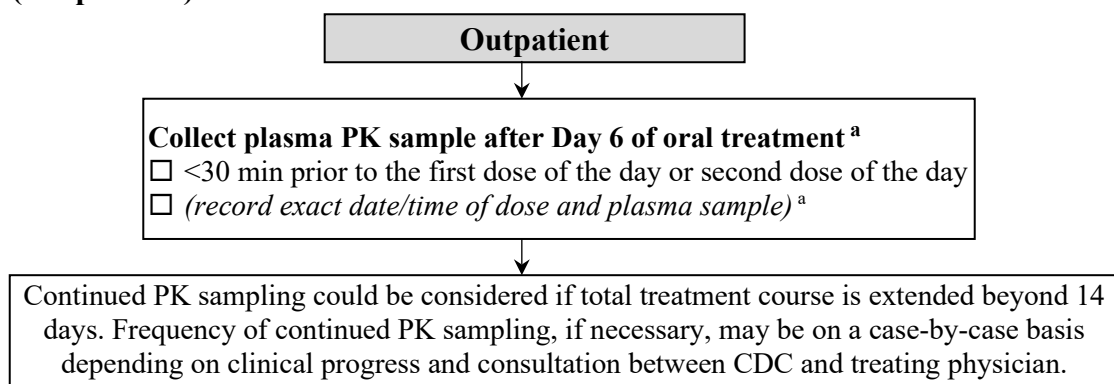 Outpatient
Collect plasma PK sample after Day 6 of oral treatment a
☐ <30 min prior to the first dose of the day or second dose of the day
☐ (record exact date/time of dose and plasma sample) a
Continued PK sampling could be considered if total treatment course is extended beyond 14
days. Frequency of continued PK sampling, if necessary, may be on a case-by-case basis
depending on clinical progress and consultation between CDC and treating physician.